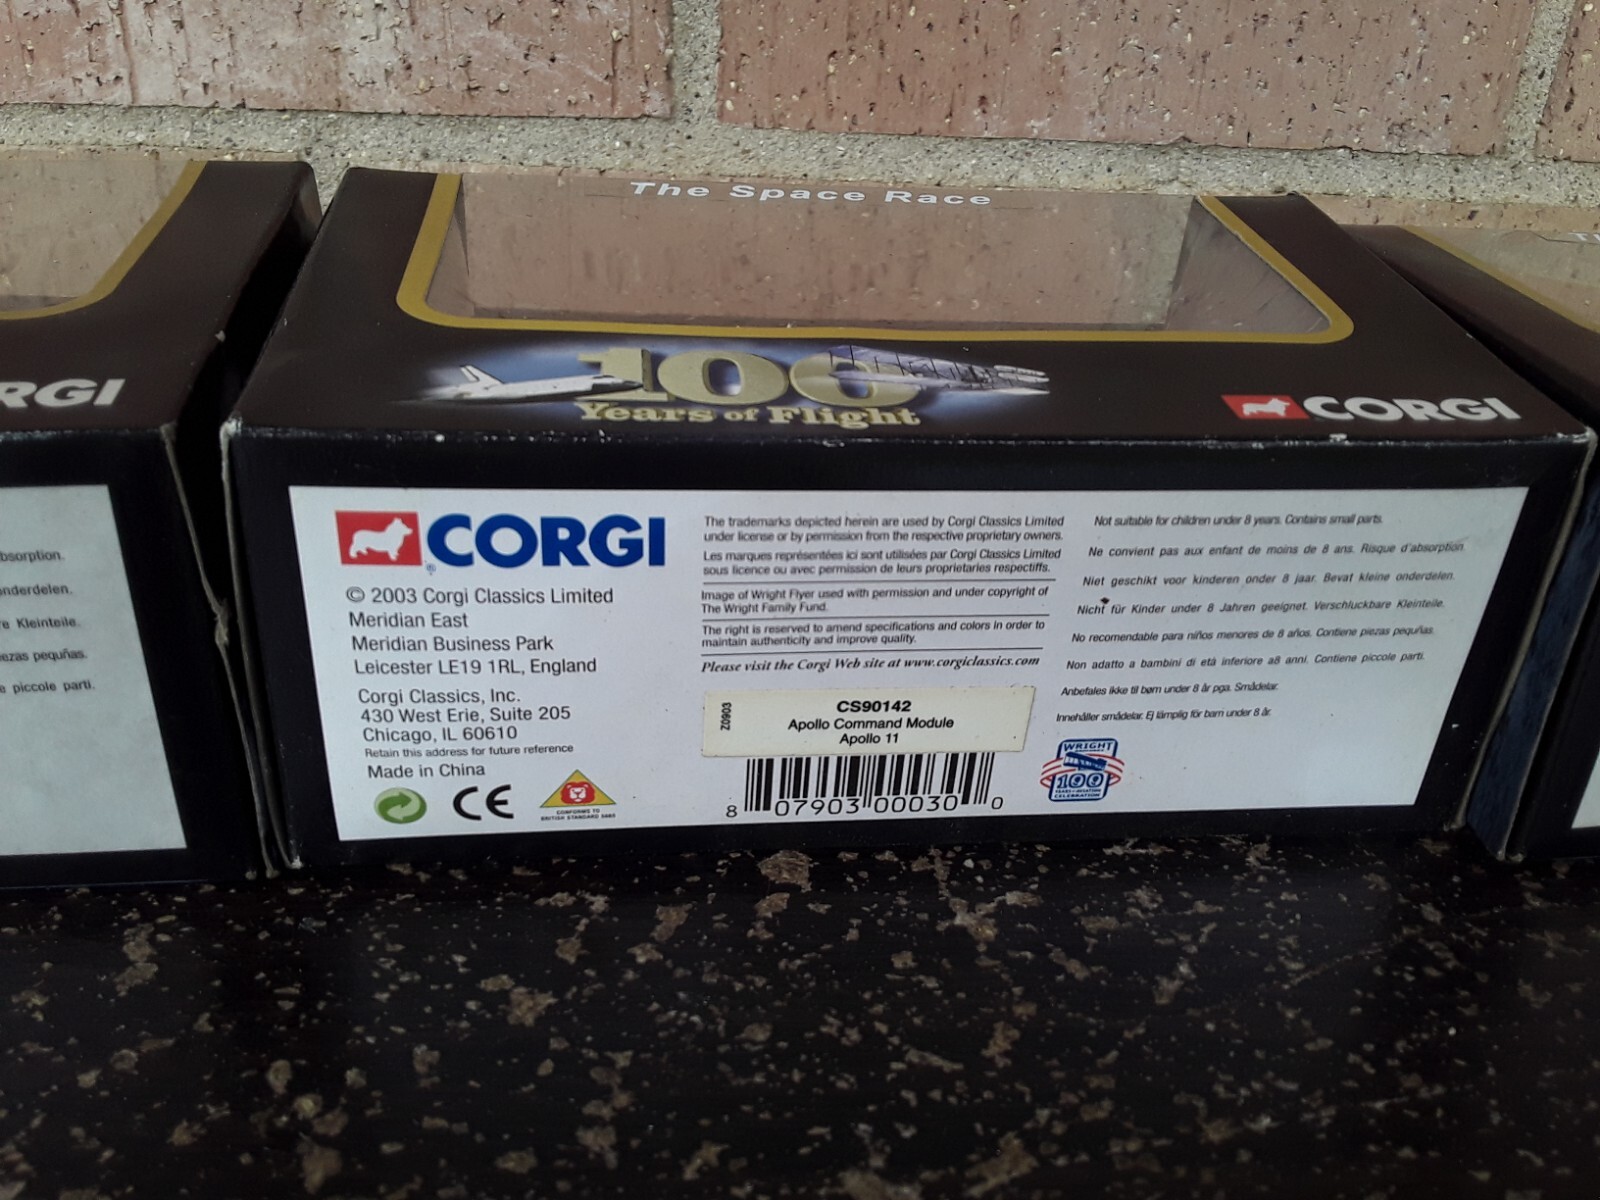 The Space Race
100
Years of Flight
CORGI
RGI
CORGI
© 2003 Corgi Classics Limited
Meridian East
Meridian Business Park
Leicester LE19 1RL, England
Corgi Classics, Inc.
430 West Erie, Suite 205
Chicago, IL 60610
Retain this address for future reference
Made in China
CE
CONFORMS TO
BRITISH STANDARD 5665
The trademarks depicted herein are used by Corgi Classics Limited
under license or by permission from the respective proprietary owners.
Les marques représentées ici sont utilisées par Corgi Classics Limited
sous licence ou avec permission de leurs proprietaries respectiffs.
Image of Wright Flyer used with permission and under copyright of
The Wright Family Fund.
The right is reserved to amend specifications and colors in order to
maintain authenticity and improve quality.
Please visit the Corgi Web site at www.corgiclassics.com
Z0903
CS90142
Apollo Command Module
Apollo 11
8 07903 00030 0
Not suitable for children under 8 years. Contains small parts.
Ne convient pas aux enfant de moins de 8 ans. Risque d'absorption.
Niet geschikt voor kinderen onder 8 jaar. Bevat kleine onderdelen.
Nicht für Kinder under 8 Jahren geeignet. Verschluckbare Kleinteile.
No recomendable para niños menores de 8 años. Contiene piezas pequñas.
Non adatto a bambini di età inferiore a8 anni. Contiene piccole parti.
Anbefales ikke til børn under 8 år pga. Smådelar.
Innehåller smådelar. Ej lämplig för barn under 8 år.
WRIGHT
100
CELEBRATION
bsorption.
nderdelen.
e Kleinteile.
ezas pequñas.
e piccole parti.